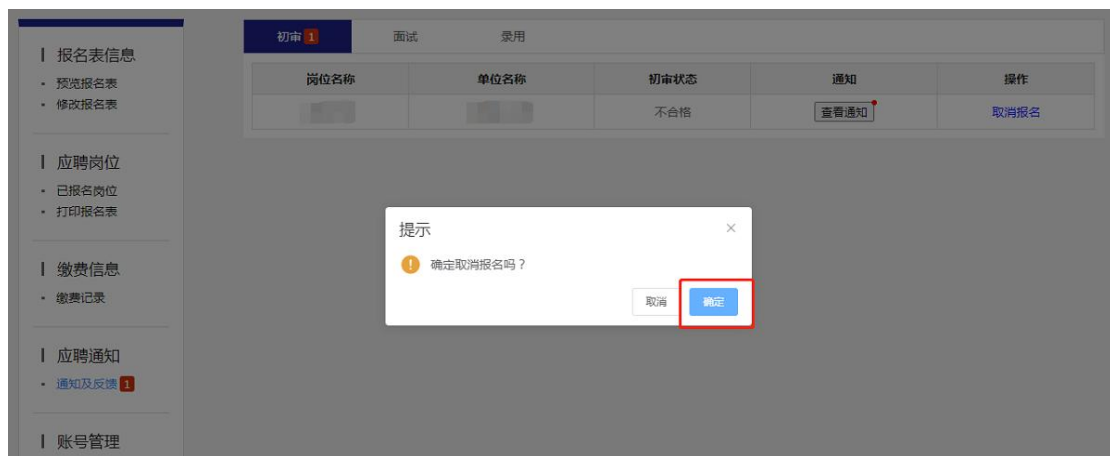 报名表信息
• 预览报名表
• 修改报名表
应聘岗位
• 已报名岗位
• 打印报名表
缴费信息
• 缴费记录
应聘通知
• 通知及反馈 1
账号管理
初审 1 面试 录用
岗位名称 单位名称 初审状态 通知 操作
不合格 查看通知 取消报名
提示 ×
! 确定取消报名吗？
取消 确定